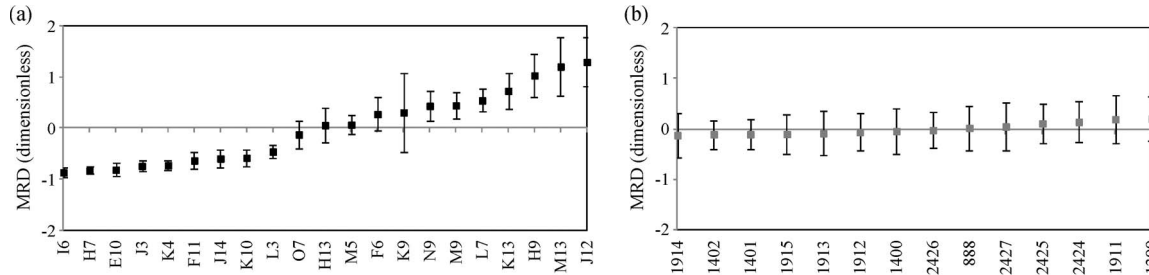 (a)
MRD (dimensionless)
2
1
0
-1
-2
I6 H7 E10 J3 K4 F11 J14 K10 L3 O7 H13 M5 F6 K9 N9 M9 L7 K13 H9 M13 J12
(b)
MRD (dimensionless)
2
1
0
-1
-2
1914 1402 1401 1915 1913 1912 1400 2426 888 2427 2425 2424 1911